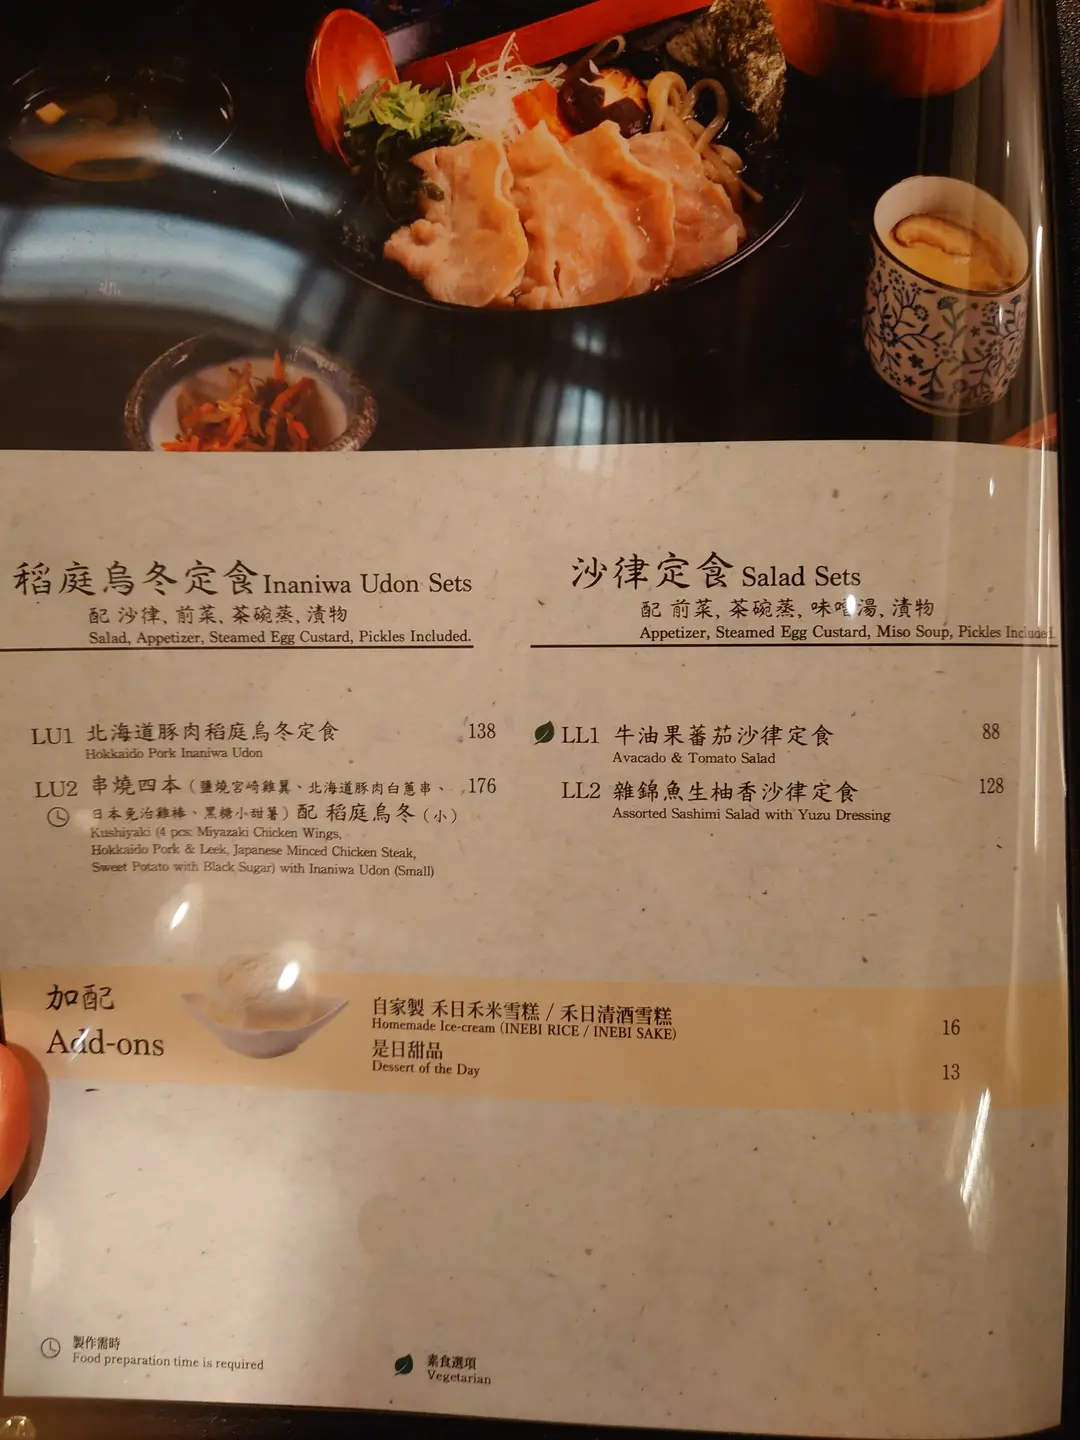 稻庭烏冬定食 Inaniwa Udon Sets
配 沙律, 前菜, 茶碗蒸, 漬物
Salad, Appetizer, Steamed Egg Custard, Pickles Included.
LU1 北海道豚肉稻庭烏冬定食 138
Hokkaido Pork Inaniwa Udon
LU2 串燒四本 (鹽燒宮崎雞翼、北海道豚肉白蔥串、 176
日本免治雞棒、黑糖小甜薯) 配 稻庭烏冬 (小)
Kushiyaki (4 pcs: Miyazaki Chicken Wings,
Hokkaido Pork & Leek, Japanese Minced Chicken Steak,
Sweet Potato with Black Sugar) with Inaniwa Udon (Small)
沙律定食 Salad Sets
配 前菜, 茶碗蒸, 味噌湯, 漬物
Appetizer, Steamed Egg Custard, Miso Soup, Pickles Included.
LL1 牛油果蕃茄沙律定食 88
Avacado & Tomato Salad
LL2 雜錦魚生柚香沙律定食 128
Assorted Sashimi Salad with Yuzu Dressing
加配
Add-ons
自家製 禾日禾米雪糕 / 禾日清酒雪糕
Homemade Ice-cream (INEBI RICE / INEBI SAKE) 16
是日甜品
Dessert of the Day 13
製作需時
Food preparation time is required
素食選項
Vegetarian